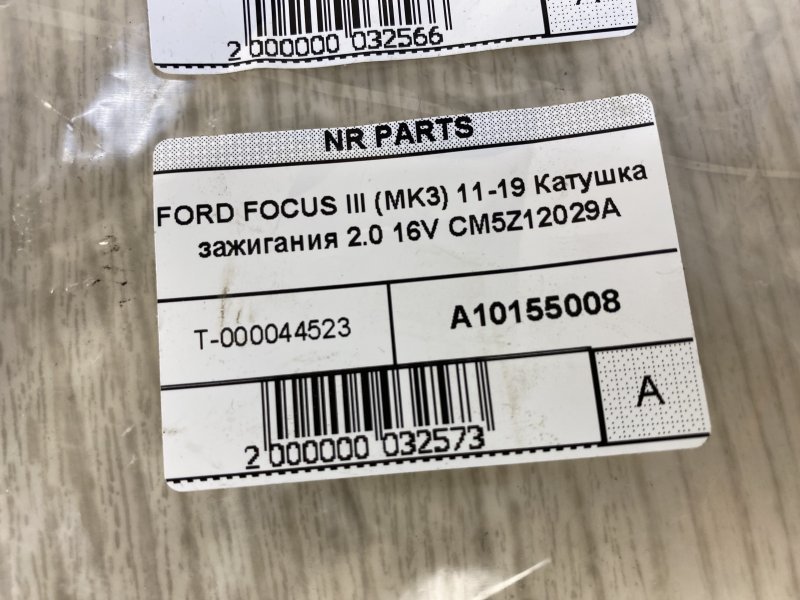 2 000000 032566
NR PARTS
FORD FOCUS III (MK3) 11-19 Катушка
зажигания 2.0 16V CM5Z12029A
T-000044523
A10155008
A
2 000000 032573